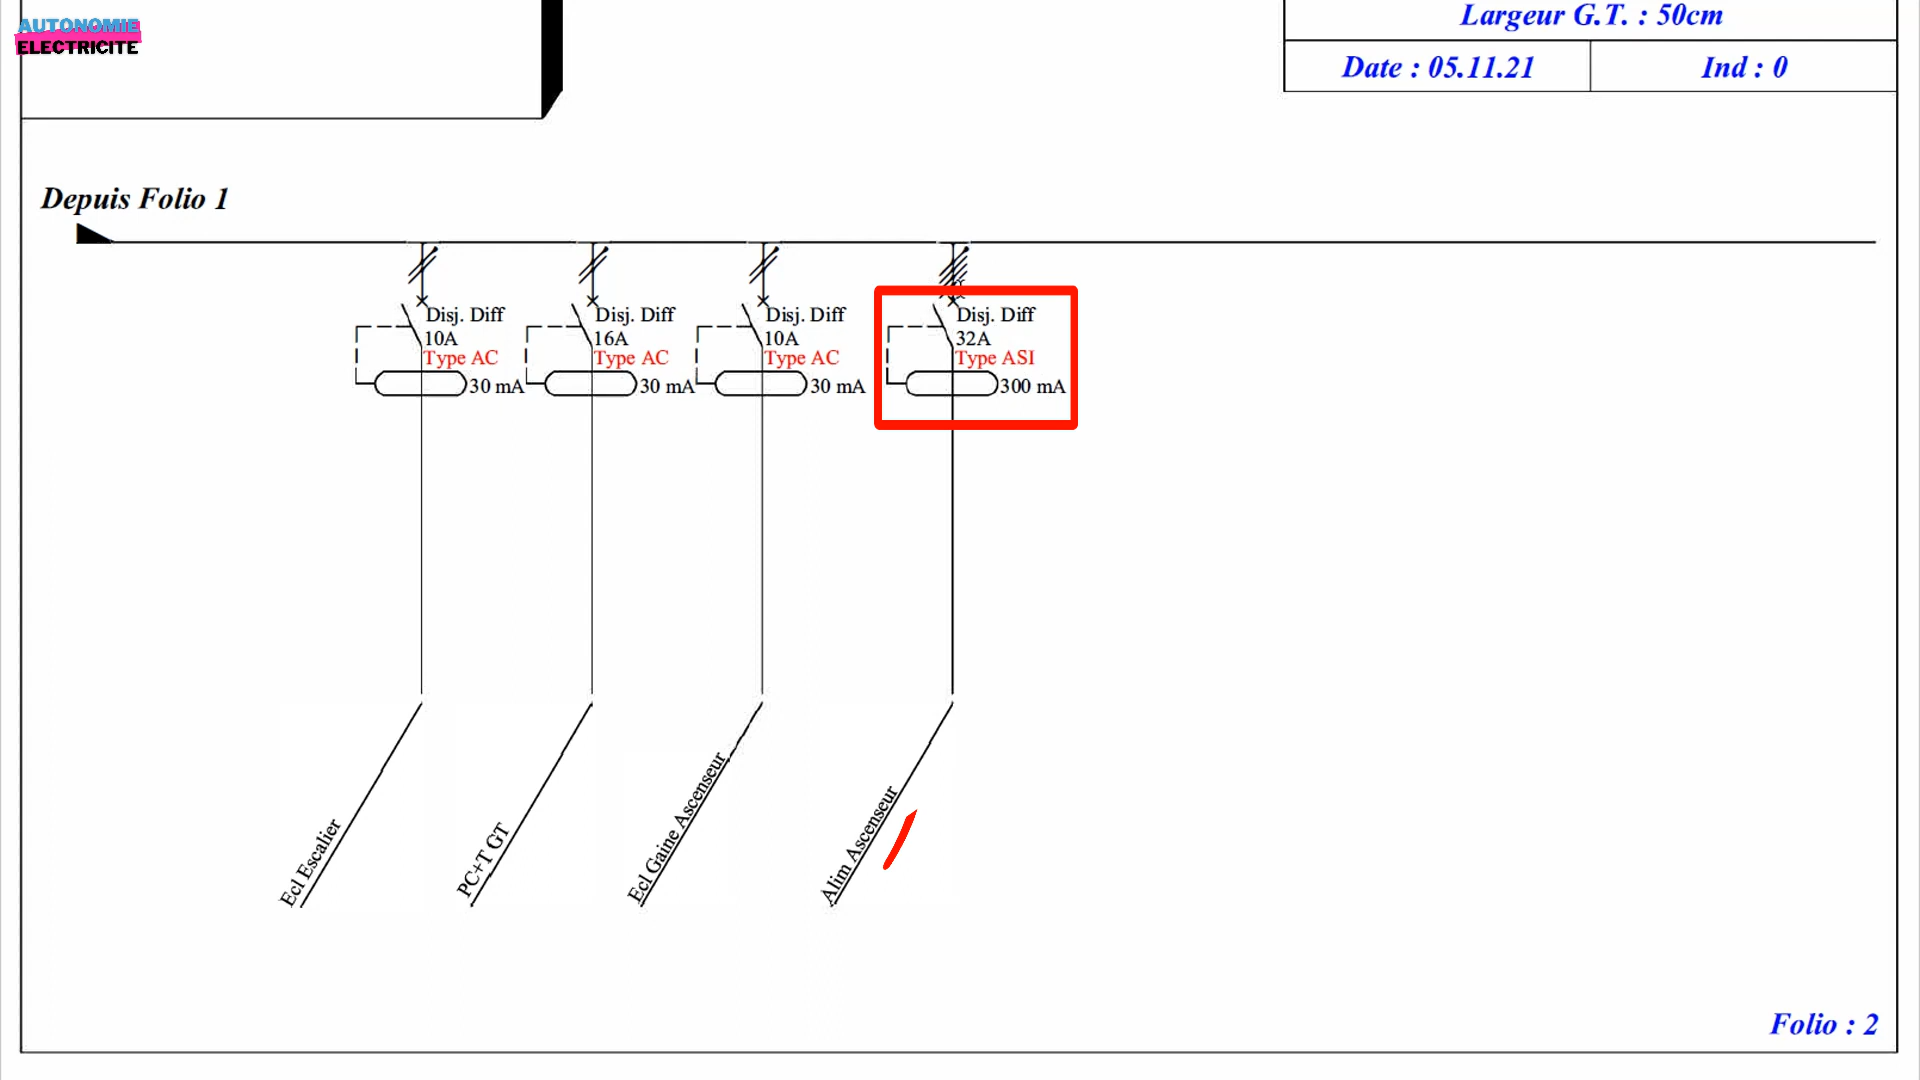 AUTONOMIE
ELECTRICITE
Largeur G.T. : 50cm
Date : 05.11.21
Ind : 0
Depuis Folio 1
Disj. Diff
10A
Type AC
30 mA
Disj. Diff
16A
Type AC
30 mA
Disj. Diff
10A
Type AC
30 mA
Disj. Diff
32A
Type ASI
300 mA
Ecl Escalier
PC+T GT
Ecl Gaine Ascenseur
Alim Ascenseur
Folio : 2